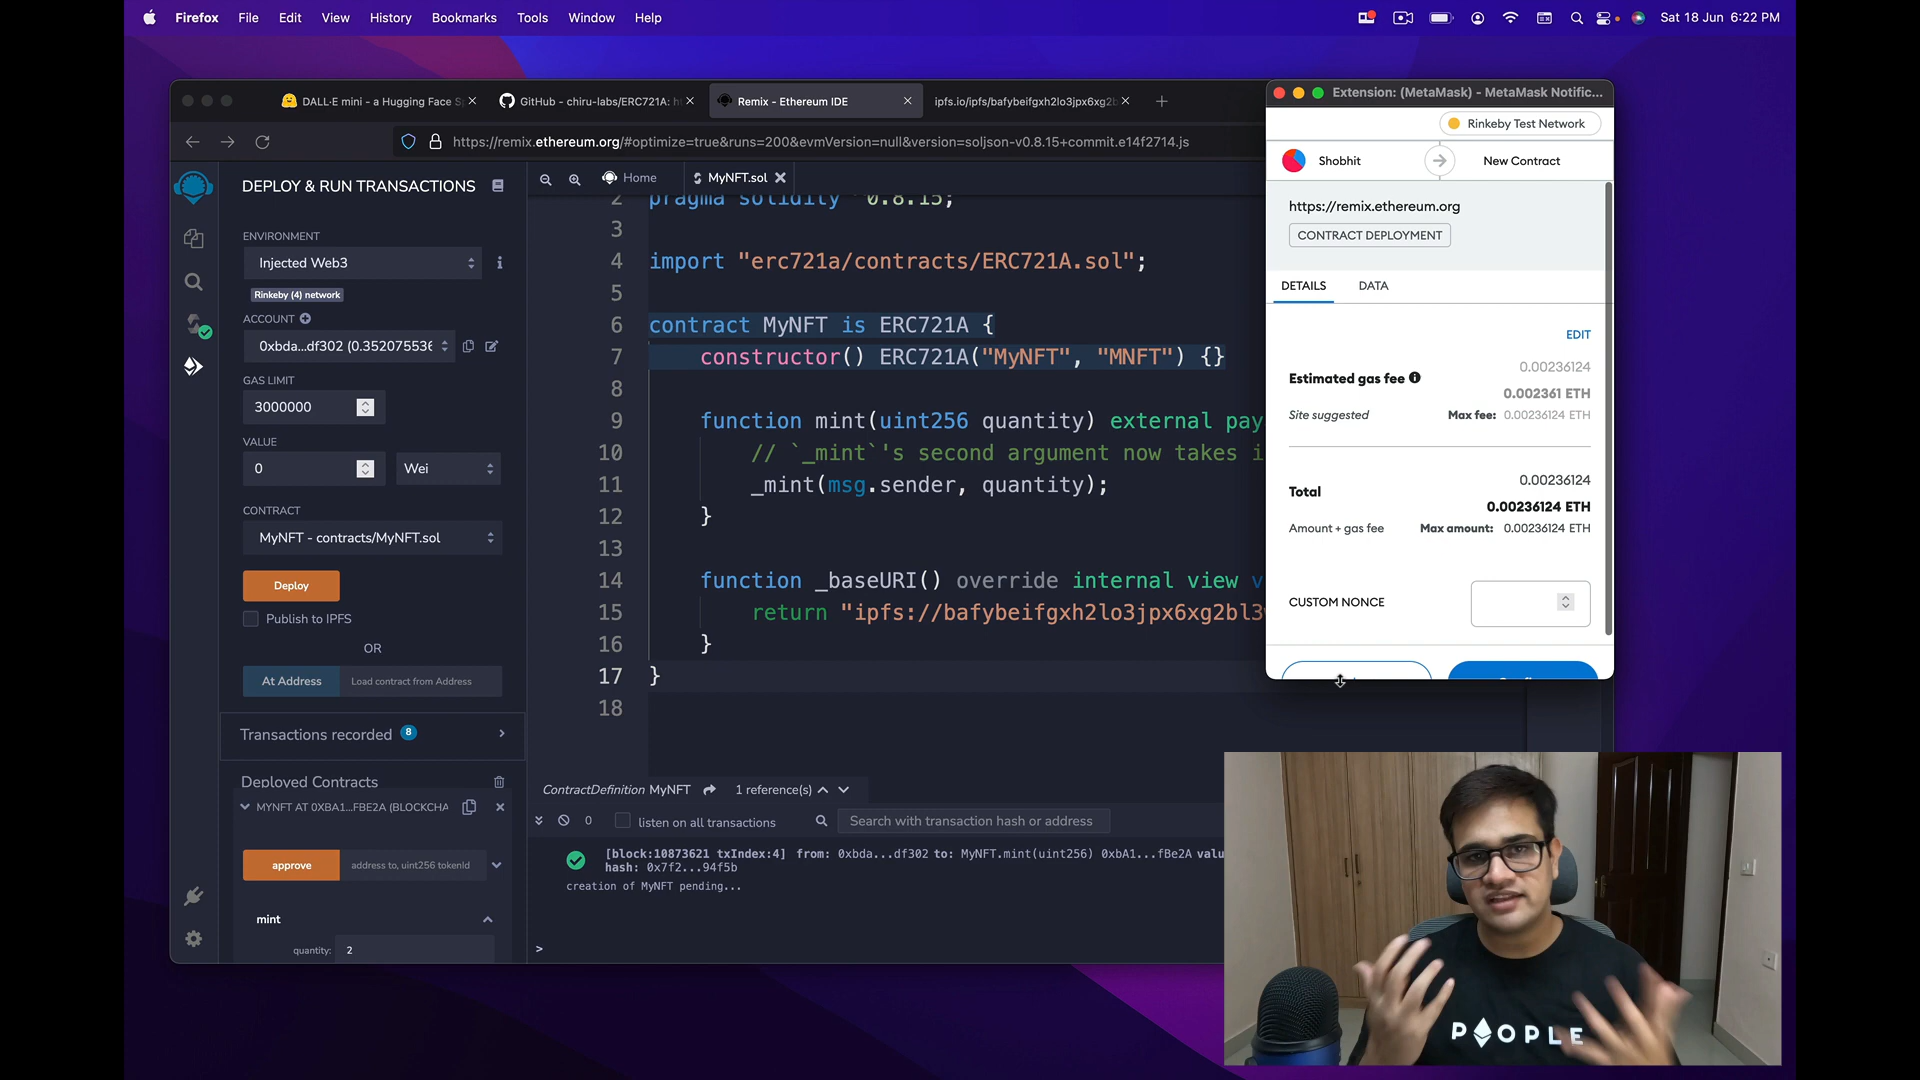 Firefox File Edit View History Bookmarks Tools Window Help
Sat 18 Jun 6:22 PM
DALL·E mini - a Hugging Face S
GitHub - chiru-labs/ERC721A: h
Remix - Ethereum IDE
ipfs.io/ipfs/bafybeifgxh2lo3jpx6xg2b
https://remix.ethereum.org/#optimize=true&runs=200&evmVersion=null&version=soljson-v0.8.15+commit.e14f2714.js
DEPLOY & RUN TRANSACTIONS
ENVIRONMENT
Injected Web3
Rinkeby (4) network
ACCOUNT
0xbda...df302 (0.352075536
GAS LIMIT
3000000
VALUE
0
Wei
CONTRACT
MyNFT - contracts/MyNFT.sol
Deploy
Publish to IPFS
OR
At Address
Load contract from Address
Transactions recorded 8
Deployed Contracts
MYNFT AT 0XBA1...FBE2A (BLOCKCHA
approve
address to, uint256 tokenId
mint
quantity: 2
Home
MyNFT.sol
2 pragma solidity ^0.8.15;
3
4 import "erc721a/contracts/ERC721A.sol";
5
6 contract MyNFT is ERC721A {
7 constructor() ERC721A("MyNFT", "MNFT") {}
8
9 function mint(uint256 quantity) external pay
10 // `_mint`'s second argument now takes i
11 _mint(msg.sender, quantity);
12 }
13
14 function _baseURI() override internal view v
15 return "ipfs://bafybeifgxh2lo3jpx6xg2bl3
16 }
17 }
18
ContractDefinition MyNFT
1 reference(s)
0
listen on all transactions
Search with transaction hash or address
[block:10873621 txIndex:4] from: 0xbda...df302 to: MyNFT.mint(uint256) 0xbA1...fBe2A valu
hash: 0x7f2...94f5b
creation of MyNFT pending...
>
Extension: (MetaMask) - MetaMask Notific...
Rinkeby Test Network
Shobhit
New Contract
https://remix.ethereum.org
CONTRACT DEPLOYMENT
DETAILS
DATA
EDIT
0.00236124
Estimated gas fee
0.002361 ETH
Site suggested
Max fee: 0.00236124 ETH
0.00236124
Total
0.00236124 ETH
Amount + gas fee
Max amount: 0.00236124 ETH
CUSTOM NONCE
P OPLE